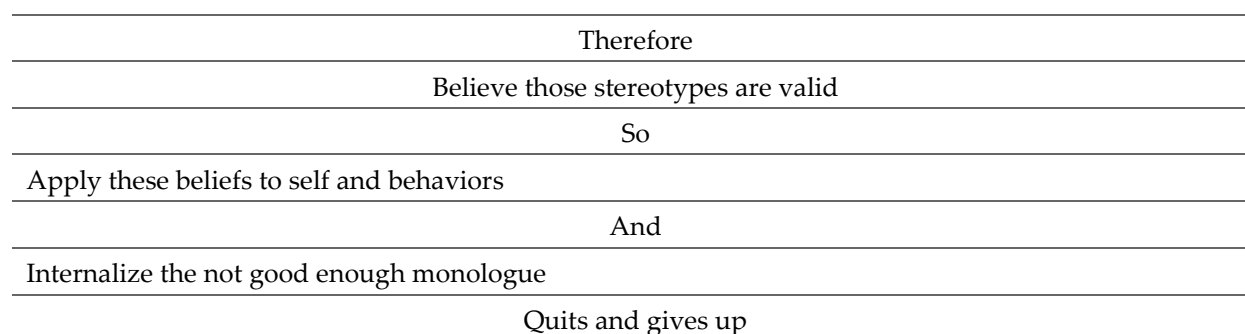 Therefore
Believe those stereotypes are valid
So
Apply these beliefs to self and behaviors
And
Internalize the not good enough monologue
Quits and gives up